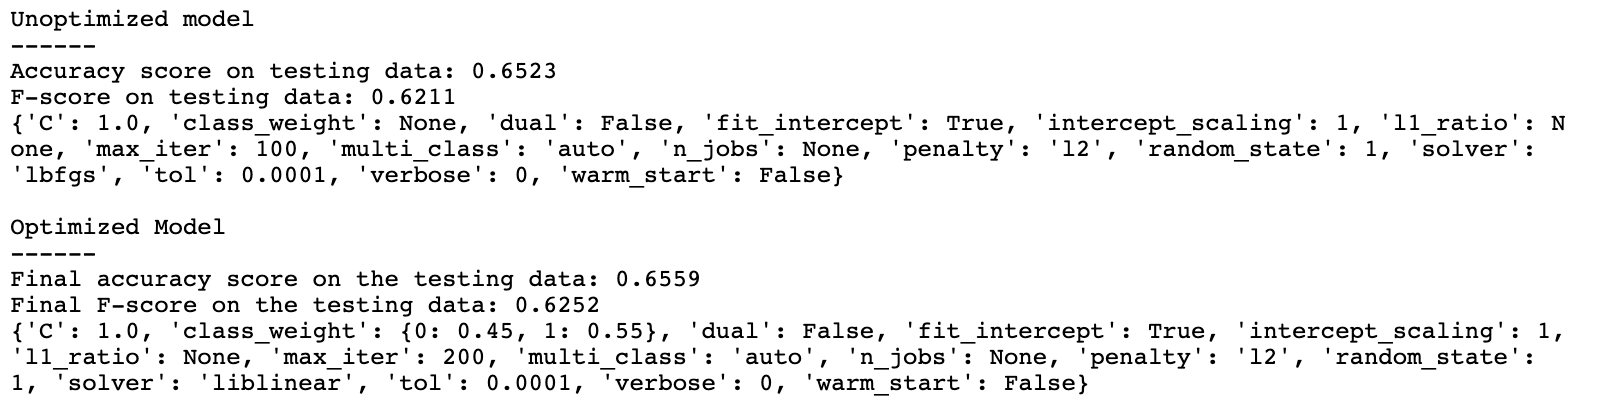 Unoptimized model
------
Accuracy score on testing data: 0.6523
F-score on testing data: 0.6211
{'C': 1.0, 'class_weight': None, 'dual': False, 'fit_intercept': True, 'intercept_scaling': 1, 'l1_ratio': N
one, 'max_iter': 100, 'multi_class': 'auto', 'n_jobs': None, 'penalty': 'l2', 'random_state': 1, 'solver':
'lbfgs', 'tol': 0.0001, 'verbose': 0, 'warm_start': False}

Optimized Model
------
Final accuracy score on the testing data: 0.6559
Final F-score on the testing data: 0.6252
{'C': 1.0, 'class_weight': {0: 0.45, 1: 0.55}, 'dual': False, 'fit_intercept': True, 'intercept_scaling': 1,
'l1_ratio': None, 'max_iter': 200, 'multi_class': 'auto', 'n_jobs': None, 'penalty': 'l2', 'random_state':
1, 'solver': 'liblinear', 'tol': 0.0001, 'verbose': 0, 'warm_start': False}